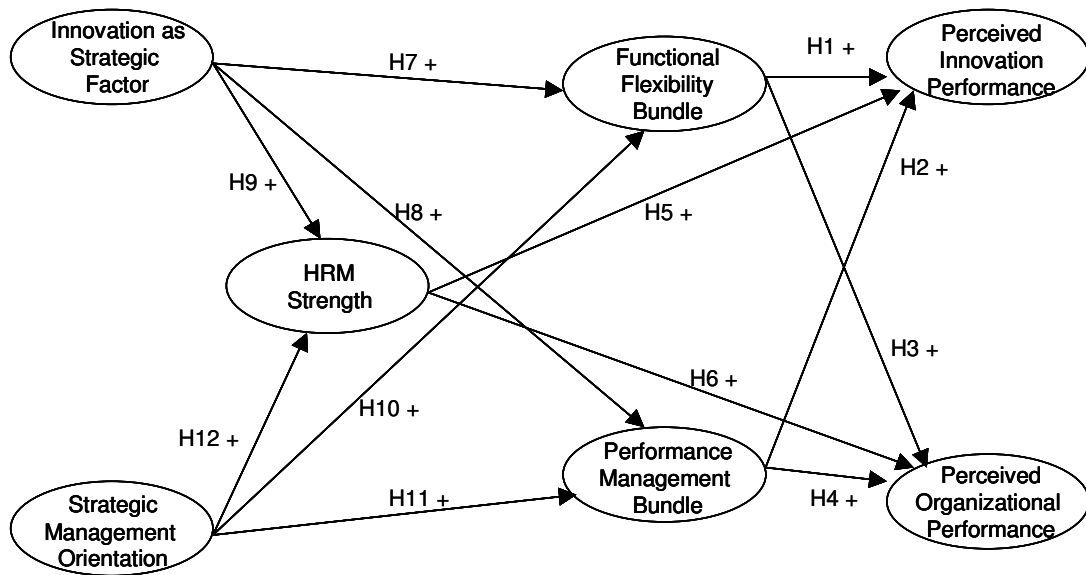 Innovation as
Strategic
Factor
H7 +
Functional
Flexibility
Bundle
H1 +
Perceived
Innovation
Performance
H9 +
H8 +
H5 +
H2 +
HRM
Strength
H12 +
H10 +
H6 +
H3 +
Strategic
Management
Orientation
H11 +
Performance
Management
Bundle
H4 +
Perceived
Organizational
Performance